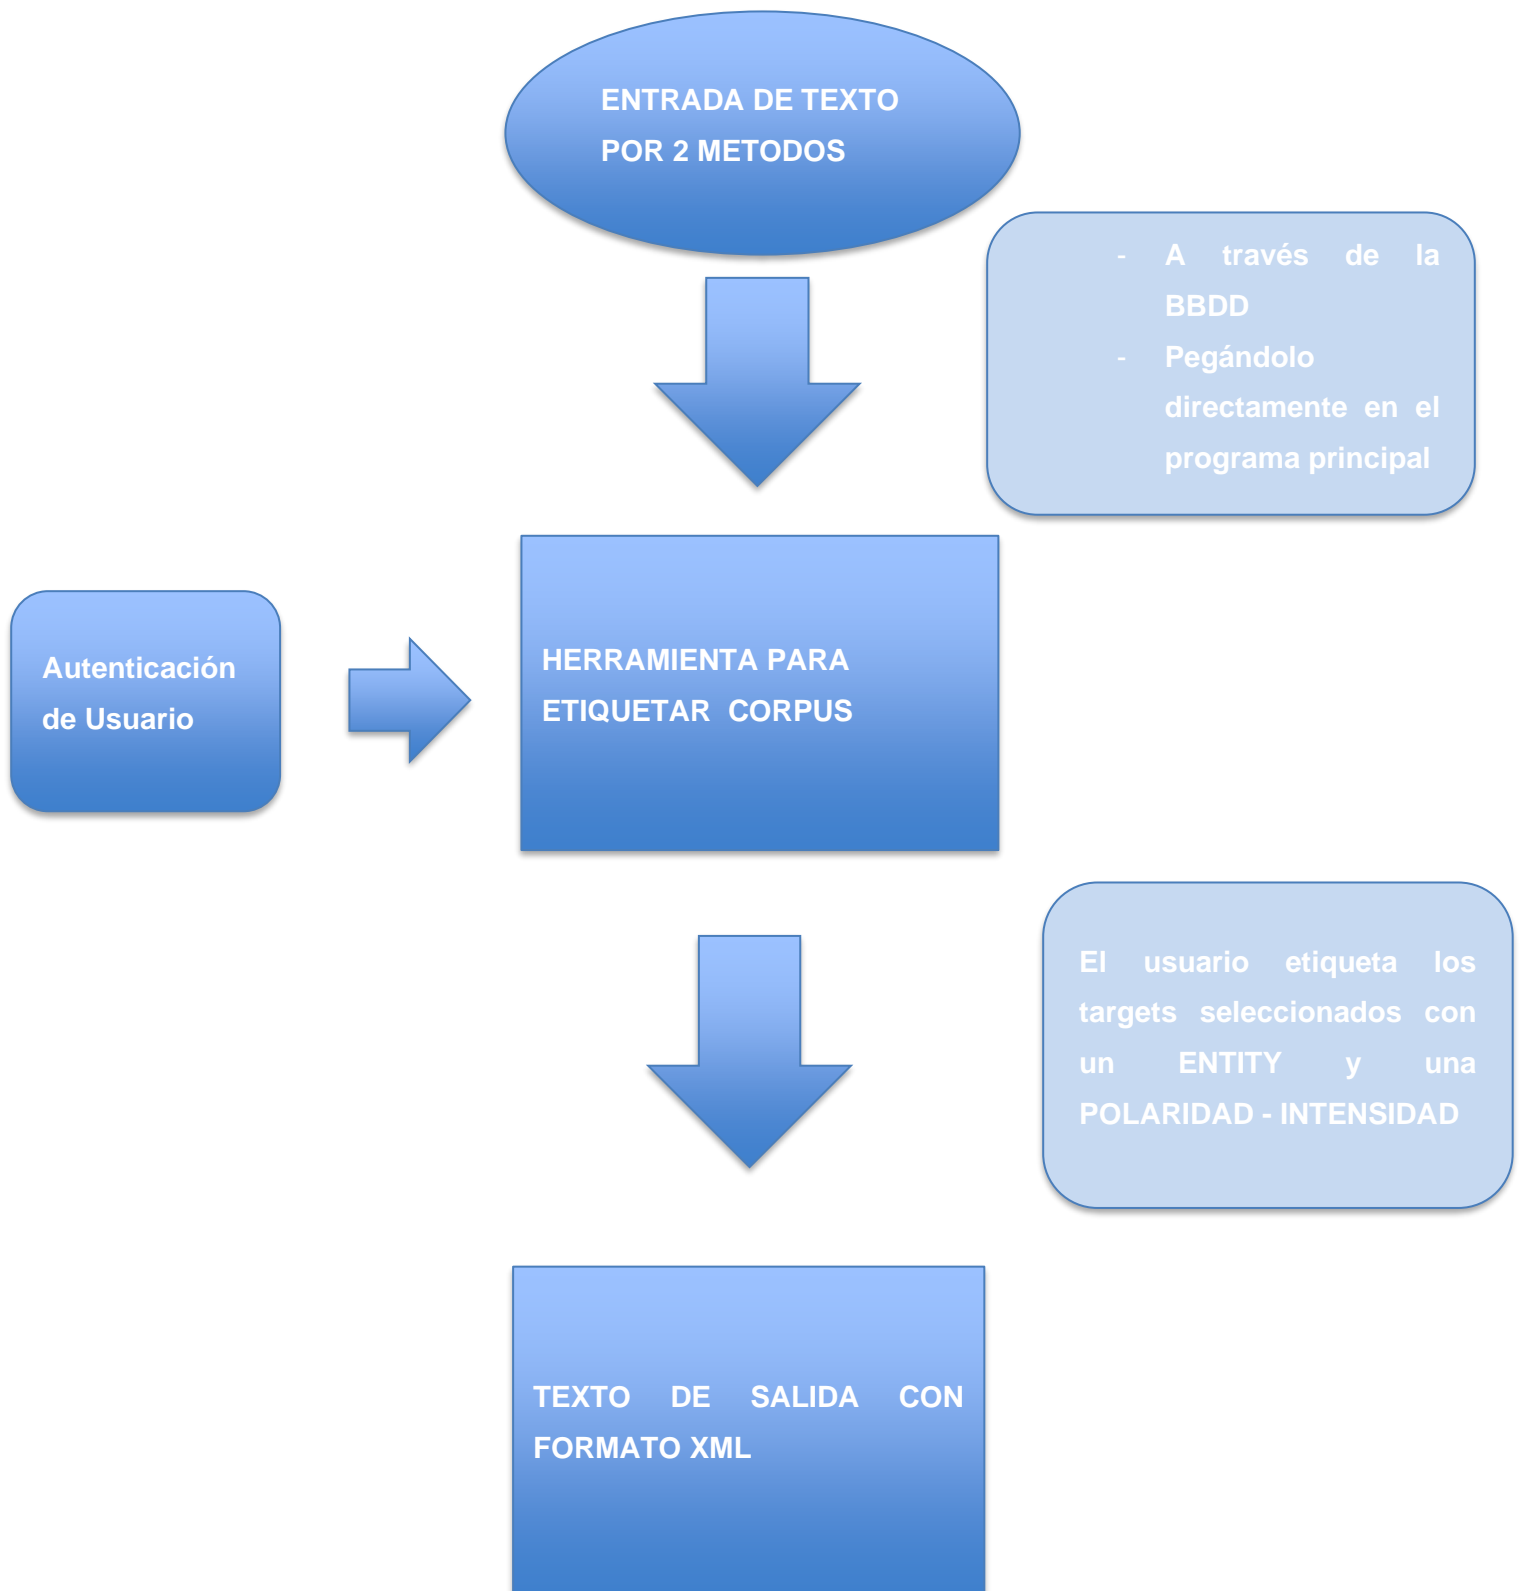 ENTRADA DE TEXTO
POR 2 METODOS
- A través de la
BBDD
- Pegándolo
directamente en el
programa principal
Autenticación
de Usuario
HERRAMIENTA PARA
ETIQUETAR CORPUS
El usuario etiqueta los
targets seleccionados con
un ENTITY y una
POLARIDAD - INTENSIDAD
TEXTO DE SALIDA CON
FORMATO XML